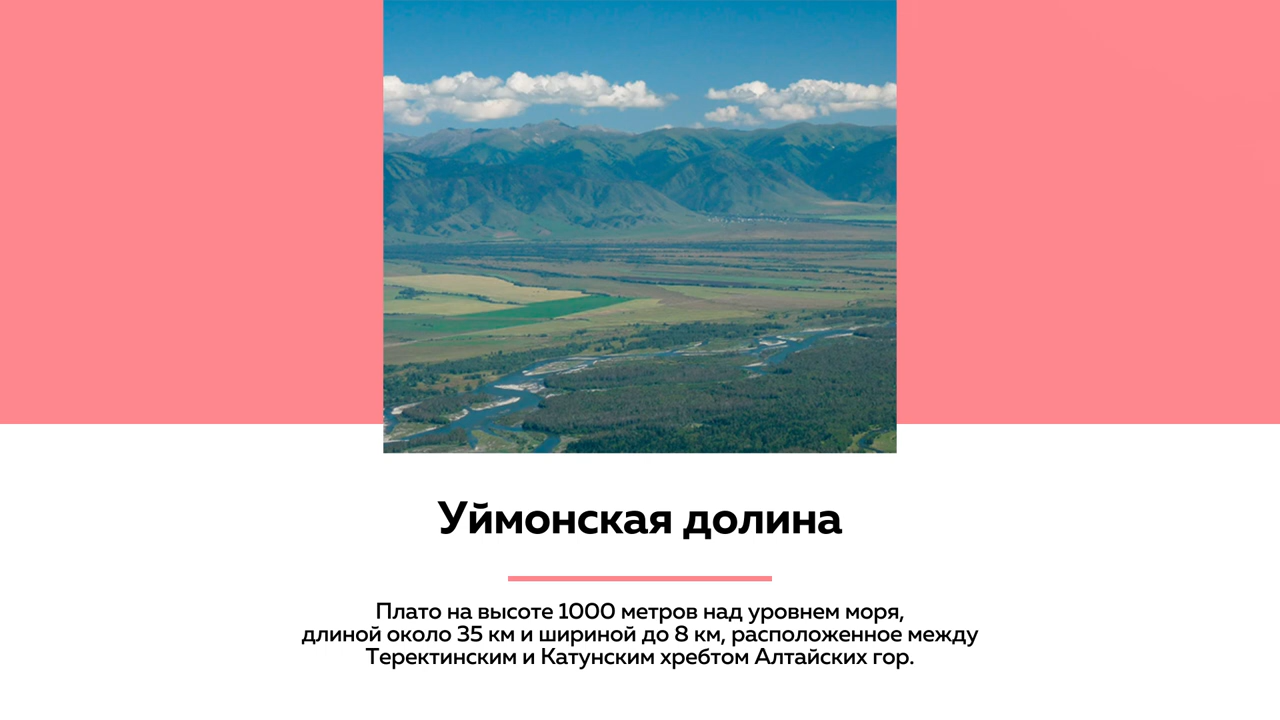 Уймонская долина
Плато на высоте 1000 метров над уровнем моря,
длиной около 35 км и шириной до 8 км, расположенное между
Теректинским и Катунским хребтом Алтайских гор.